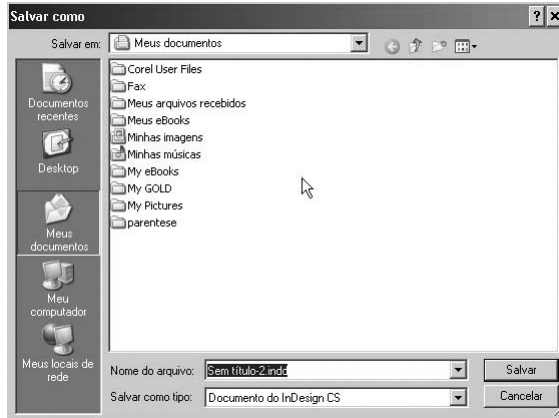 Salvar como
Salvar em: Meus documentos
Documentos
recentes
Desktop
Meus
documentos
Meu
computador
Meus locais de
rede
Corel User Files
Fax
Meus arquivos recebidos
Meus eBooks
Minhas imagens
Minhas músicas
My eBooks
My GOLD
My Pictures
parentese
Nome do arquivo: Sem título-2.indd Salvar
Salvar como tipo: Documento do InDesign CS Cancelar